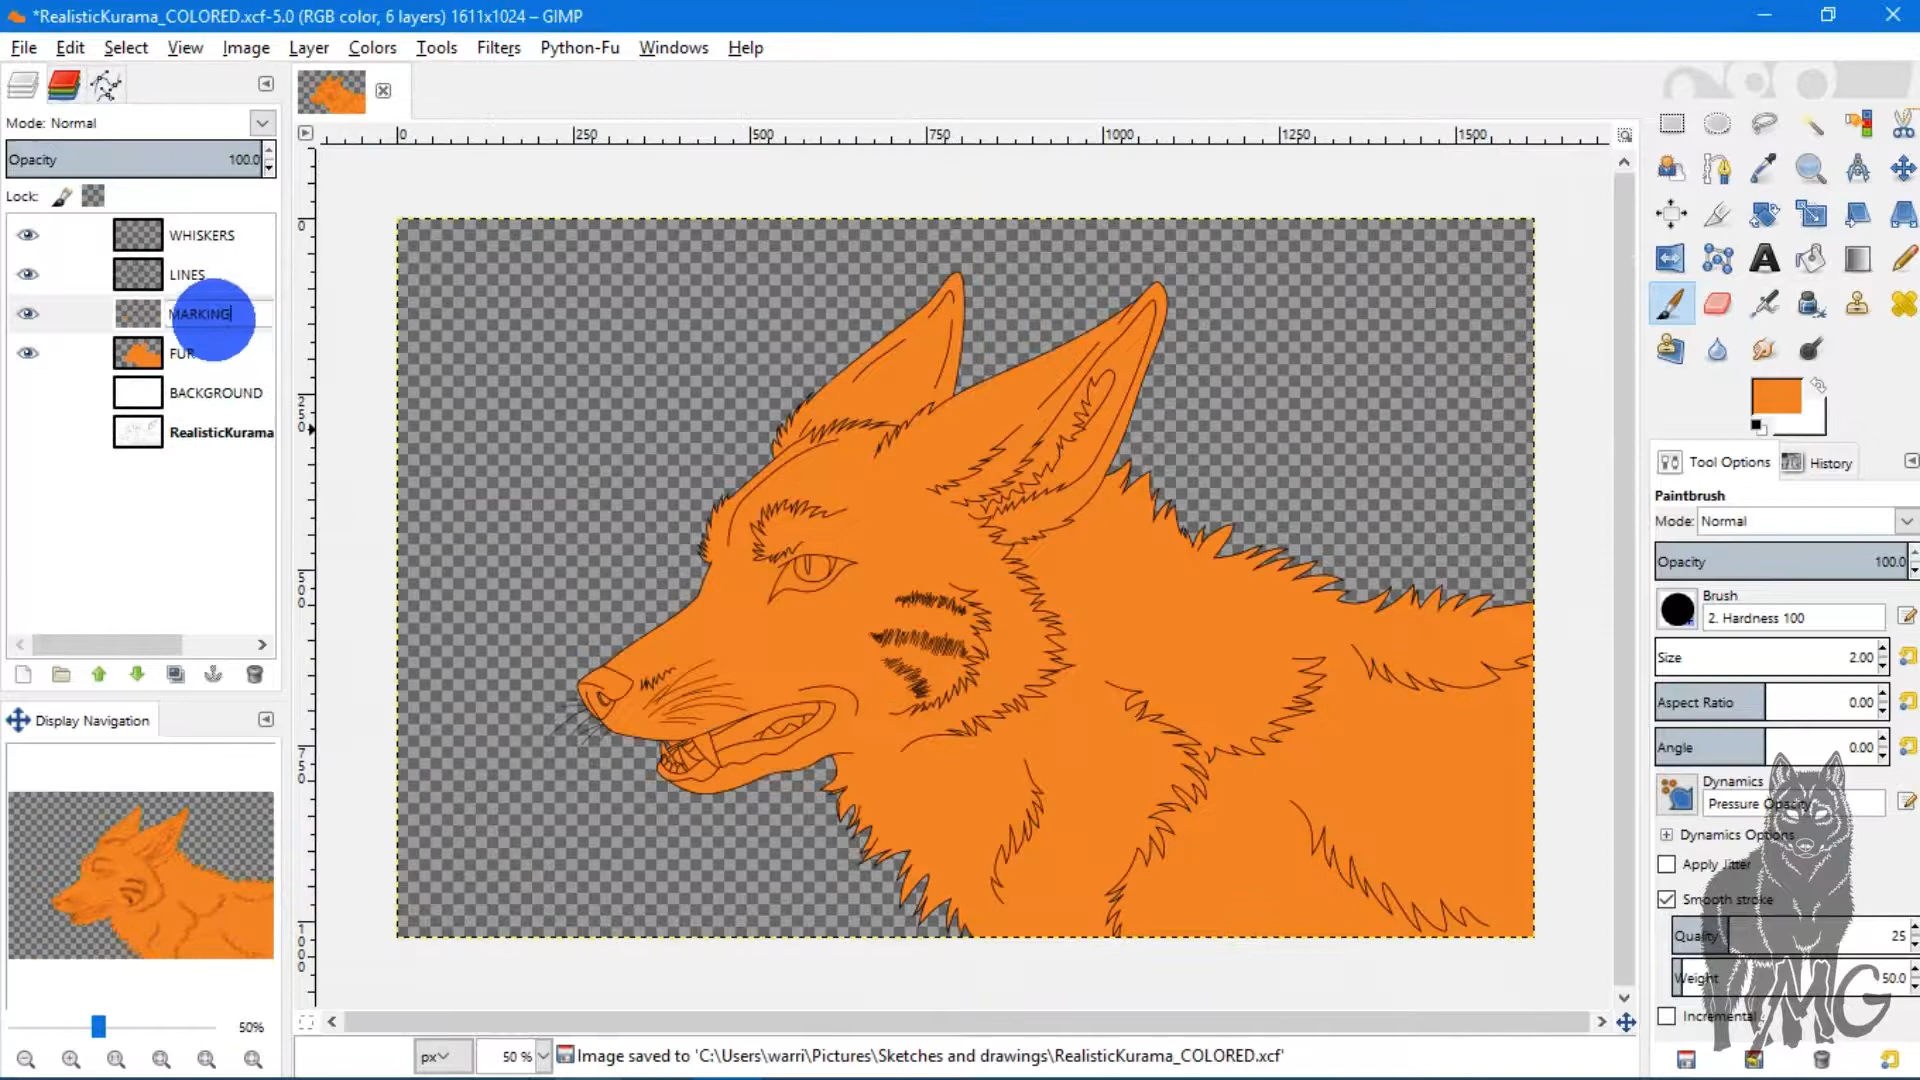 *RealisticKurama_COLORED.xcf-5.0 (RGB color, 6 layers) 1611x1024 – GIMP
File Edit Select View Image Layer Colors Tools Filters Python-Fu Windows Help
Mode: Normal
Opacity 100.0
Lock:
WHISKERS
LINES
MARKING
FUR
BACKGROUND
RealisticKurama
Display Navigation
50%
0 250 500 750 1000 1250 1500
0
250
500
750
1000
px 50 % Image saved to 'C:\Users\warri\Pictures\Sketches and drawings\RealisticKurama_COLORED.xcf'
Tool Options History
Paintbrush
Mode: Normal
Opacity 100.0
Brush
2. Hardness 100
Size 2.00
Aspect Ratio 0.00
Angle 0.00
Dynamics
Pressure Opacity
Dynamics Options
Apply Jitter
Smooth stroke
Quality 25
Weight 50.0
Incremental